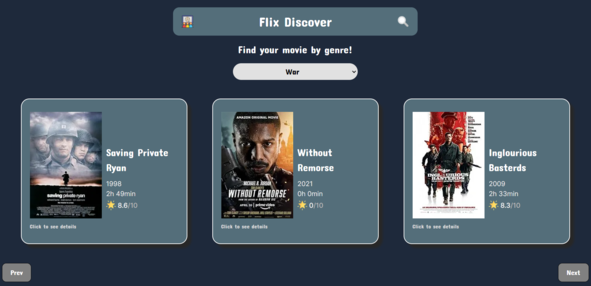 Flix Discover
Find your movie by genre!
War
Saving Private
Ryan
1998
2h 49min
8.6/10
Click to see details
saving private ryan
AMAZON ORIGINAL MOVIE
MICHAEL B. JORDAN
WITHOUT REMORSE
Without
Remorse
2021
0h 0min
0/10
Click to see details
INGLOURIOUS
BASTERDS
Inglourious
Basterds
2009
2h 33min
8.3/10
Click to see details
Prev
Next